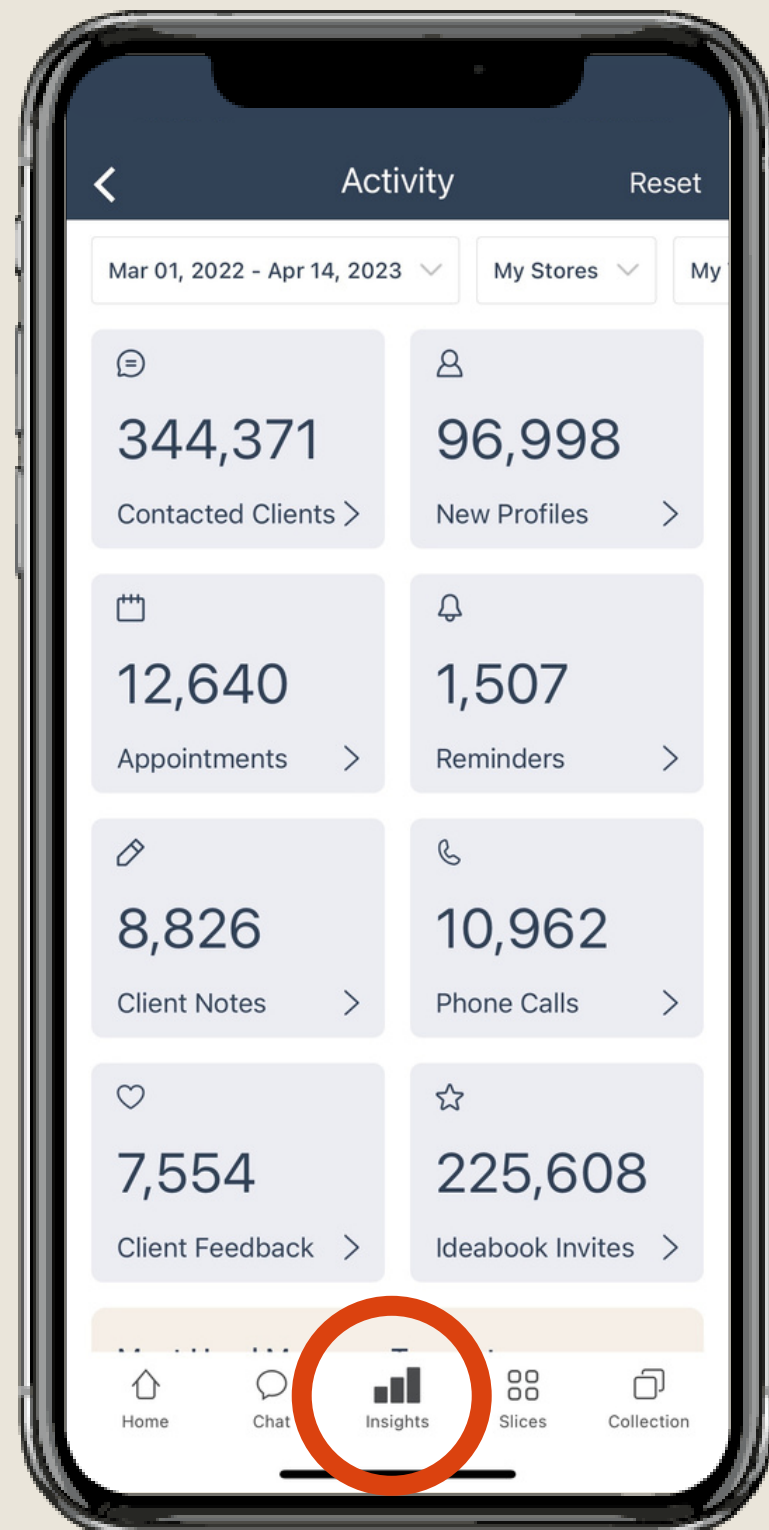 Activity
Reset
Mar 01, 2022 - Apr 14, 2023
My Stores
My
344,371
96,998
Contacted Clients
New Profiles
12,640
1,507
Appointments
Reminders
8,826
10,962
Client Notes
Phone Calls
7,554
225,608
Client Feedback
Ideabook Invites
Home
Chat
Insights
Slices
Collection